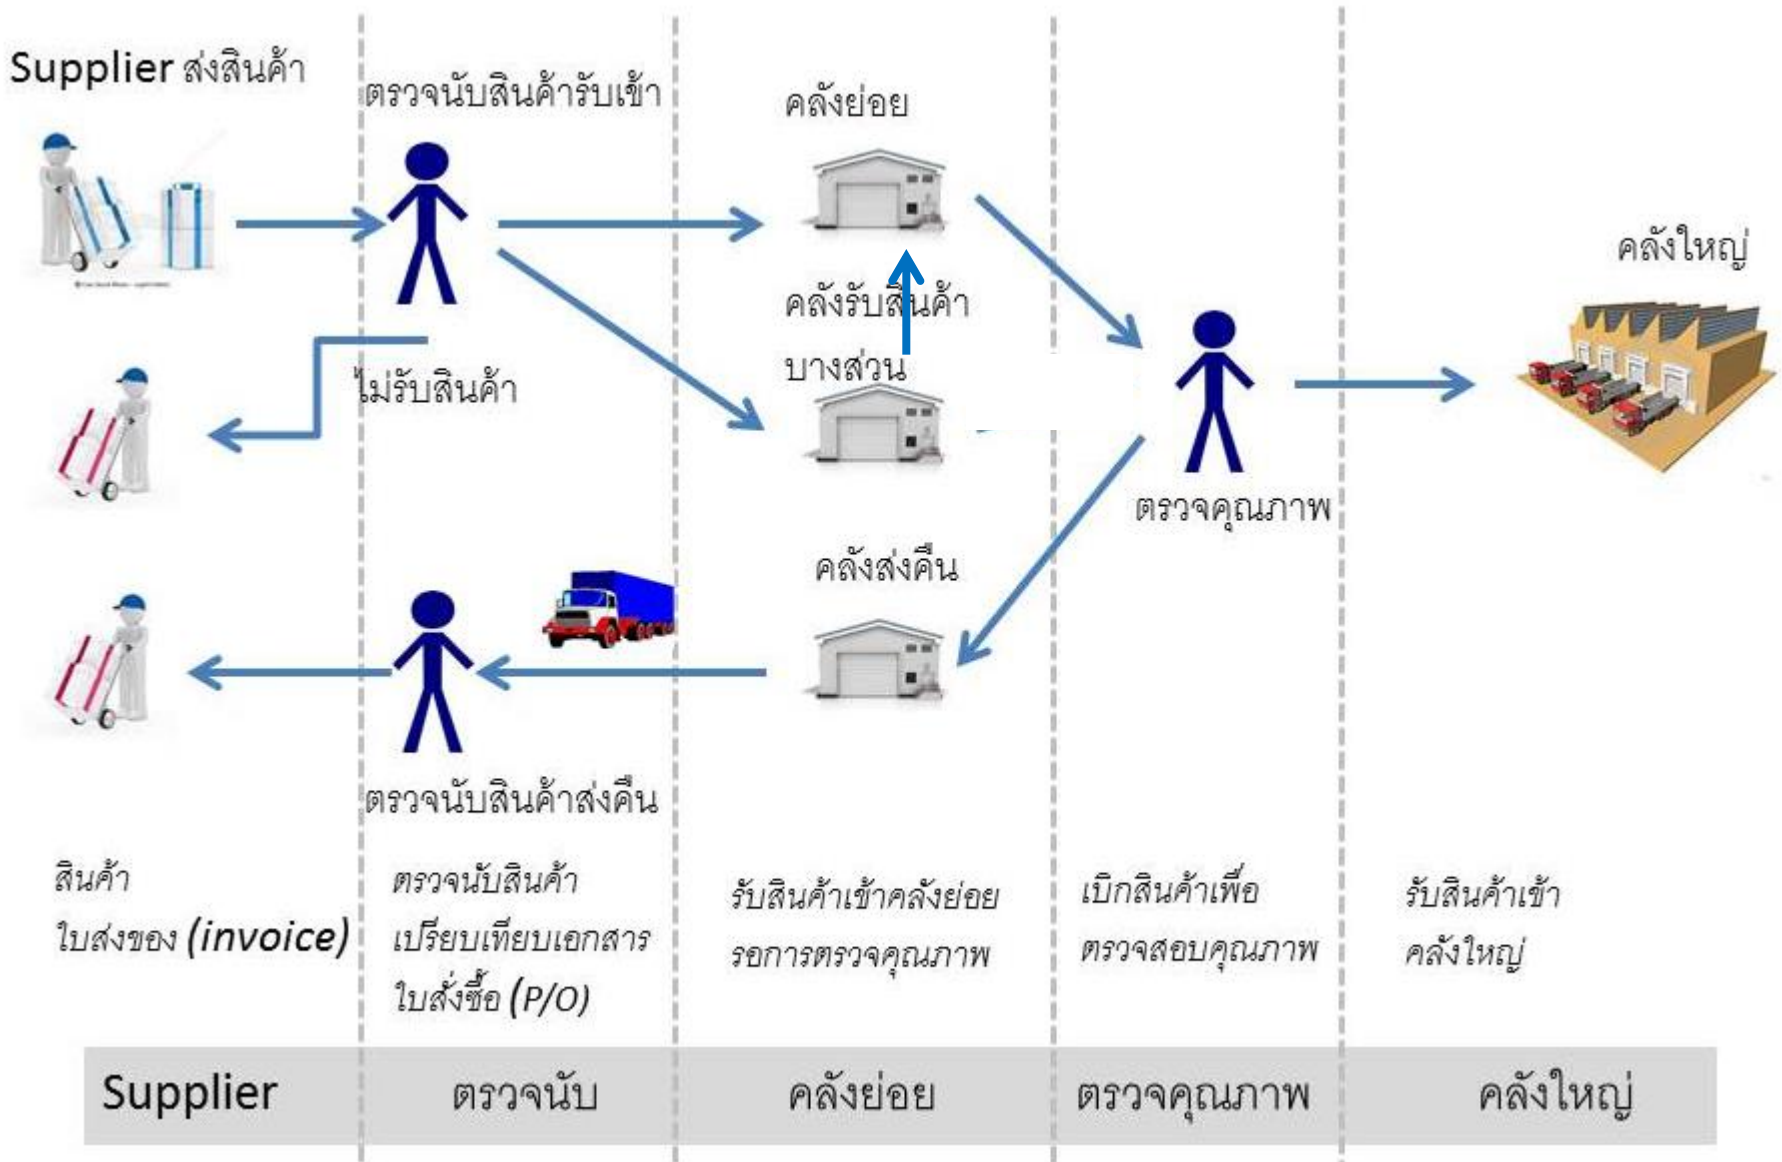 Supplier ส่งสินค้า
ตรวจนับสินค้ารับเข้า
คลังย่อย
คลังใหญ่
คลังรับสินค้า
บางส่วน
ไม่รับสินค้า
ตรวจคุณภาพ
คลังส่งคืน
ตรวจนับสินค้าส่งคืน
สินค้า
ใบส่งของ (invoice)
ตรวจนับสินค้า
เปรียบเทียบเอกสาร
ใบสั่งซื้อ (P/O)
รับสินค้าเข้าคลังย่อย
รอการตรวจคุณภาพ
เบิกสินค้าเพื่อ
ตรวจสอบคุณภาพ
รับสินค้าเข้า
คลังใหญ่
Supplier
ตรวจนับ
คลังย่อย
ตรวจคุณภาพ
คลังใหญ่